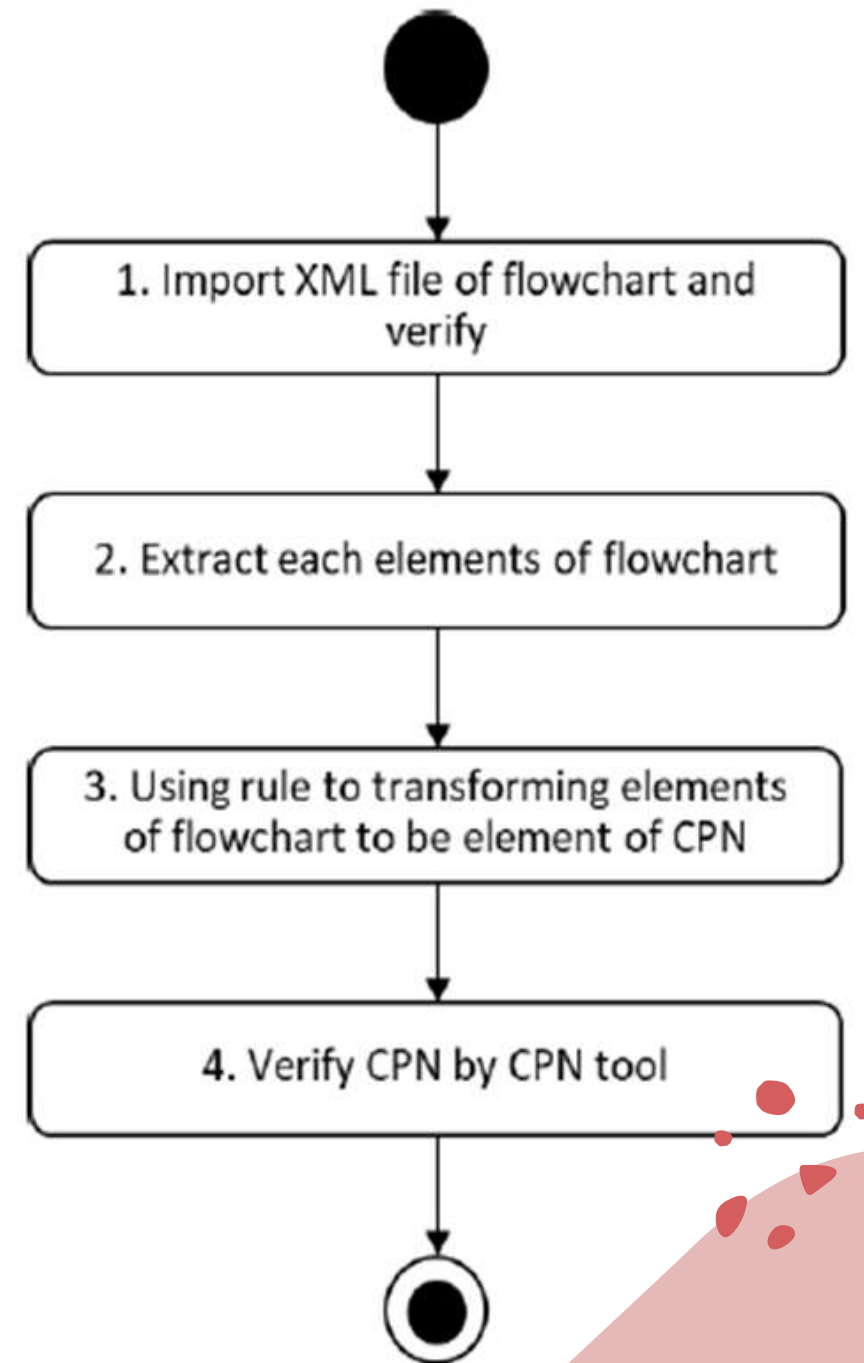 1. Import XML file of flowchart and
verify
2. Extract each elements of flowchart
3. Using rule to transforming elements
of flowchart to be element of CPN
4. Verify CPN by CPN tool